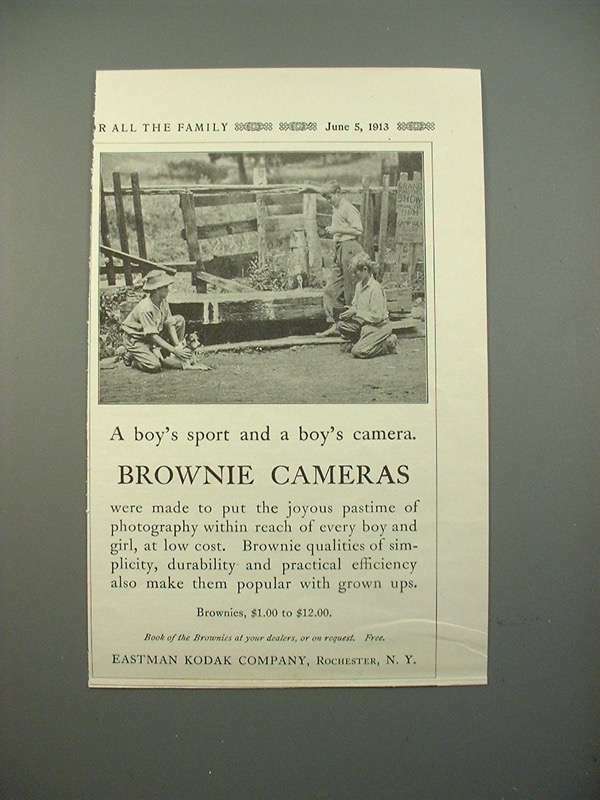 R ALL THE FAMILY June 5, 1913
GRAND
SHOW
A boy's sport and a boy's camera.
BROWNIE CAMERAS
were made to put the joyous pastime of
photography within reach of every boy and
girl, at low cost. Brownie qualities of sim-
plicity, durability and practical efficiency
also make them popular with grown ups.
Brownies, $1.00 to $12.00.
Book of the Brownies at your dealers, or on request. Free.
EASTMAN KODAK COMPANY, ROCHESTER, N. Y.